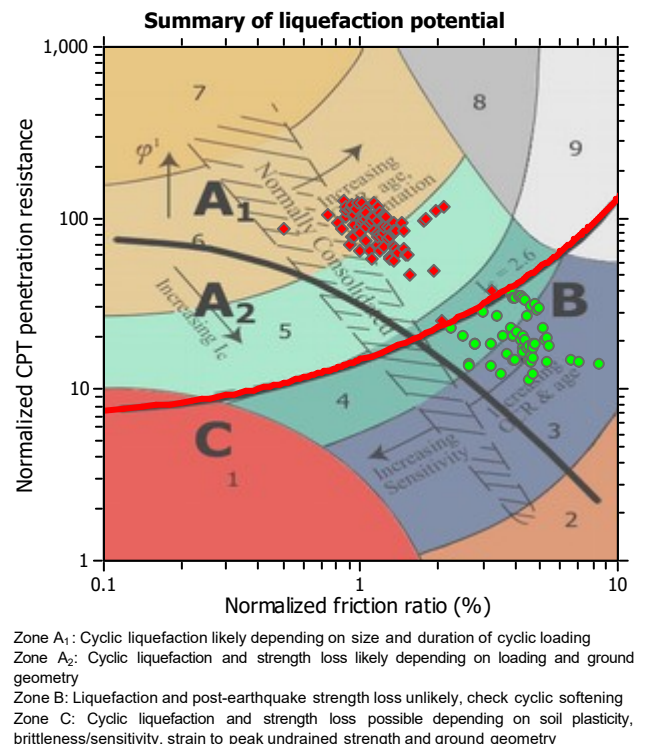 Summary of liquefaction potential
1,000
100
10
1
0.1
1
10
Normalized CPT penetration resistance
Normalized friction ratio (%)
7
8
9
φ'
Increasing
age,
ntation
A1
Normally Consolidated
6
= 2.6
A2
B
Increasing Ic
5
4
Increasing
OCR & age
C
3
Increasing
Sensitivity
1
2
Zone A1: Cyclic liquefaction likely depending on size and duration of cyclic loading
Zone A2: Cyclic liquefaction and strength loss likely depending on loading and ground
geometry
Zone B: Liquefaction and post-earthquake strength loss unlikely, check cyclic softening
Zone C: Cyclic liquefaction and strength loss possible depending on soil plasticity,
brittleness/sensitivity, strain to peak undrained strength and ground geometry